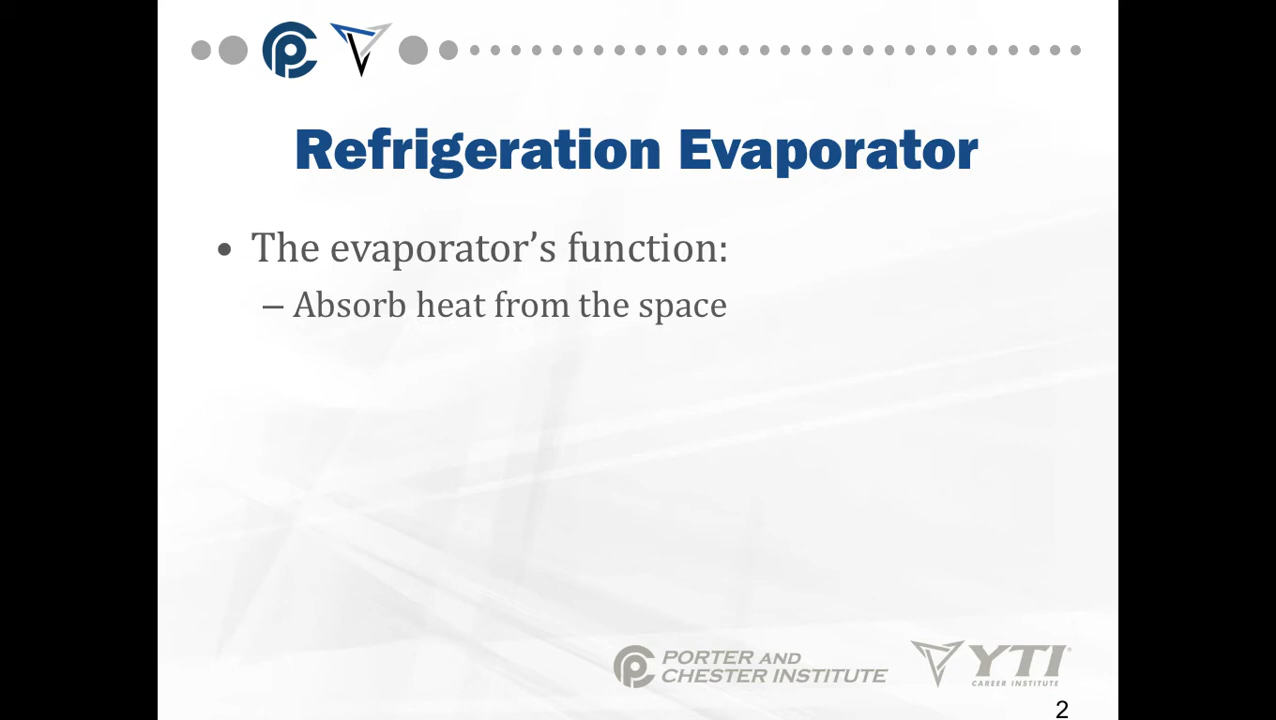 Refrigeration Evaporator
• The evaporator’s function:
– Absorb heat from the space
PORTER AND
CHESTER INSTITUTE
YTI
CAREER INSTITUTE
2